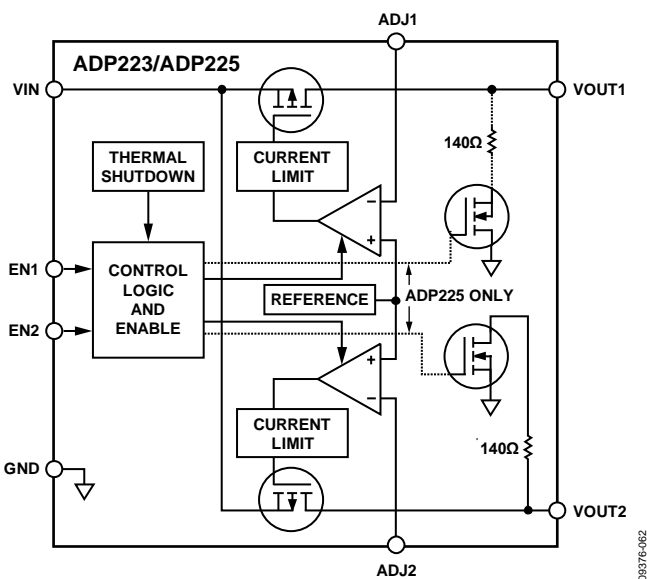 ADJ1
ADP223/ADP225
VIN
VOUT1
140Ω
THERMAL
SHUTDOWN
CURRENT
LIMIT
–
+
EN1
CONTROL
LOGIC
AND
ENABLE
REFERENCE
ADP225 ONLY
EN2
+
–
CURRENT
LIMIT
140Ω
GND
VOUT2
ADJ2
09376-062